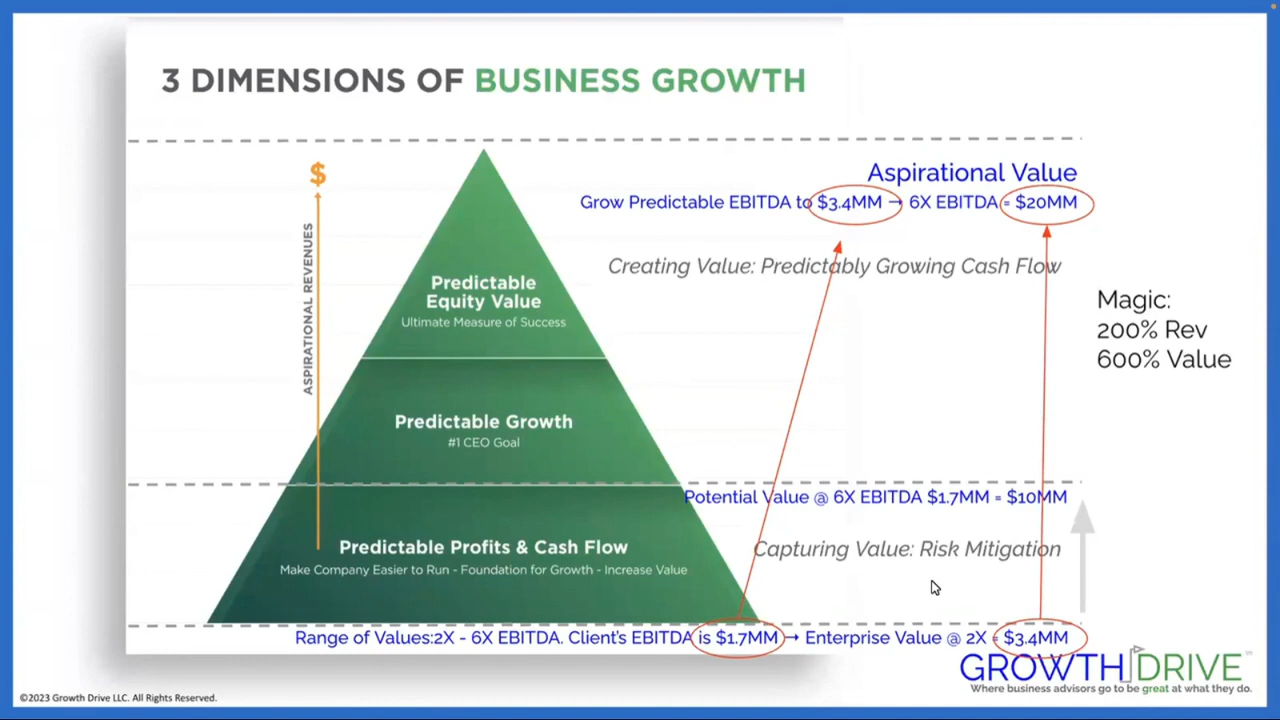 3 DIMENSIONS OF BUSINESS GROWTH
Aspirational Value
Grow Predictable EBITDA to $3.4MM → 6X EBITDA = $20MM
$
ASPIRATIONAL REVENUES
Creating Value: Predictably Growing Cash Flow
Predictable
Equity Value
Ultimate Measure of Success
Magic:
200% Rev
600% Value
Predictable Growth
#1 CEO Goal
Potential Value @ 6X EBITDA $1.7MM = $10MM
Predictable Profits & Cash Flow
Make Company Easier to Run - Foundation for Growth - Increase Value
Capturing Value: Risk Mitigation
Range of Values:2X - 6X EBITDA. Client's EBITDA is $1.7MM → Enterprise Value @ 2X = $3.4MM
GROWTH DRIVE
Where business advisors go to be great at what they do.
©2023 Growth Drive LLC. All Rights Reserved.